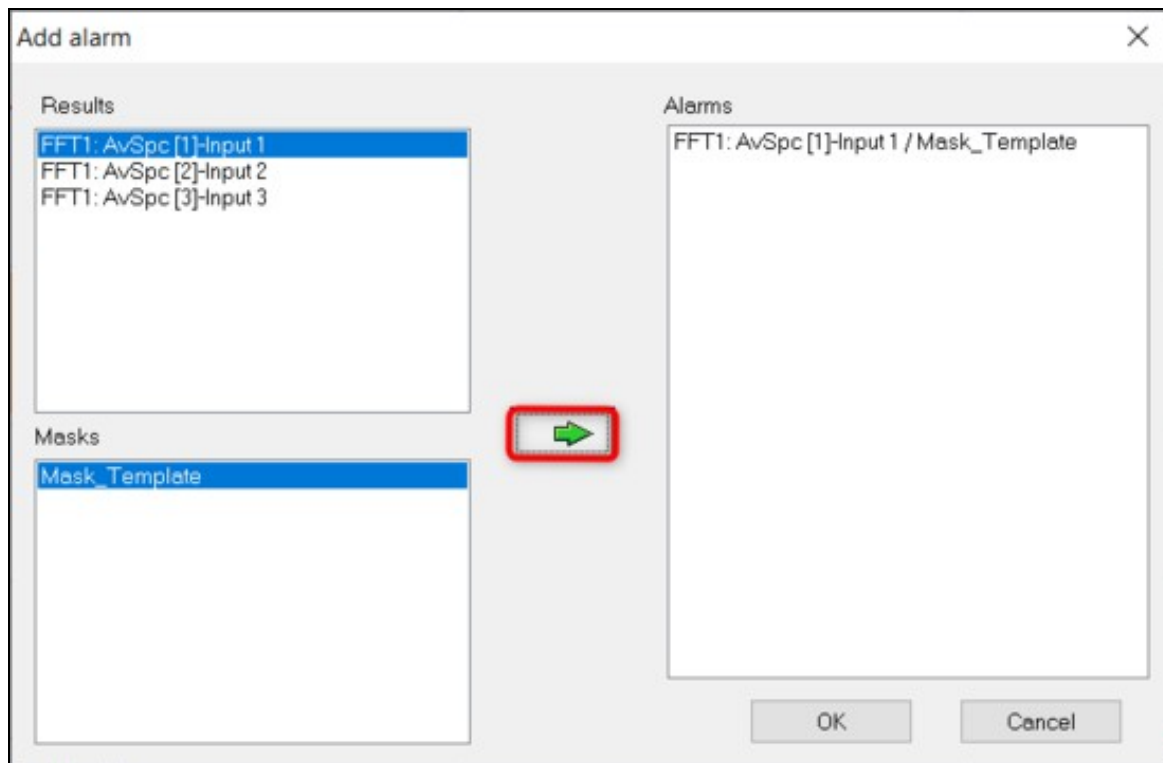 Add alarm
Results
FFT1: AvSpc [1]-Input 1
FFT1: AvSpc [2]-Input 2
FFT1: AvSpc [3]-Input 3
Masks
Mask_Template
Alarms
FFT1: AvSpc [1]-Input 1 / Mask_Template
OK
Cancel